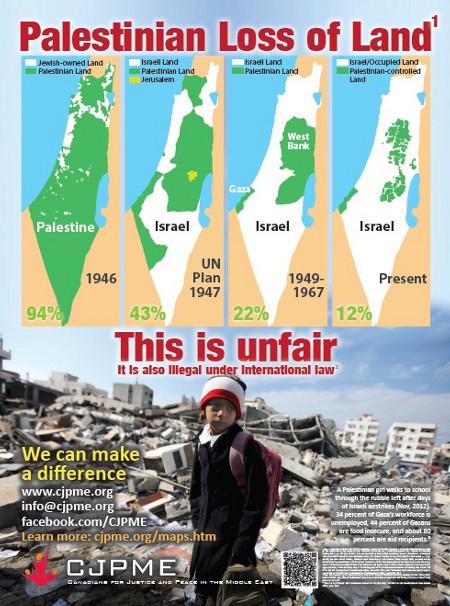 Palestinian Loss of Land¹
Jewish-owned Land
Palestinian Land
Israeli Land
Palestinian Land
Jerusalem
Israeli Land
Palestinian Land
Israel/Occupied Land
Palestinian-controlled
Land
Palestine
1946
94%
Israel
UN
Plan
1947
43%
West
Bank
Gaza
Israel
1949-
1967
22%
Israel
Present
12%
This is unfair
It is also illegal under international law²
We can make
a difference
www.cjpme.org
info@cjpme.org
facebook.com/CJPME
Learn more: cjpme.org/maps.htm
A Palestinian girl walks to school
through the rubble left after days
of Israeli airstrikes (Nov, 2012).
34 percent of Gaza's workforce is
unemployed, 44 percent of Gazans
are food insecure, and about 80
percent are aid recipients.³
CJPME
Canadians for Justice and Peace in the Middle East